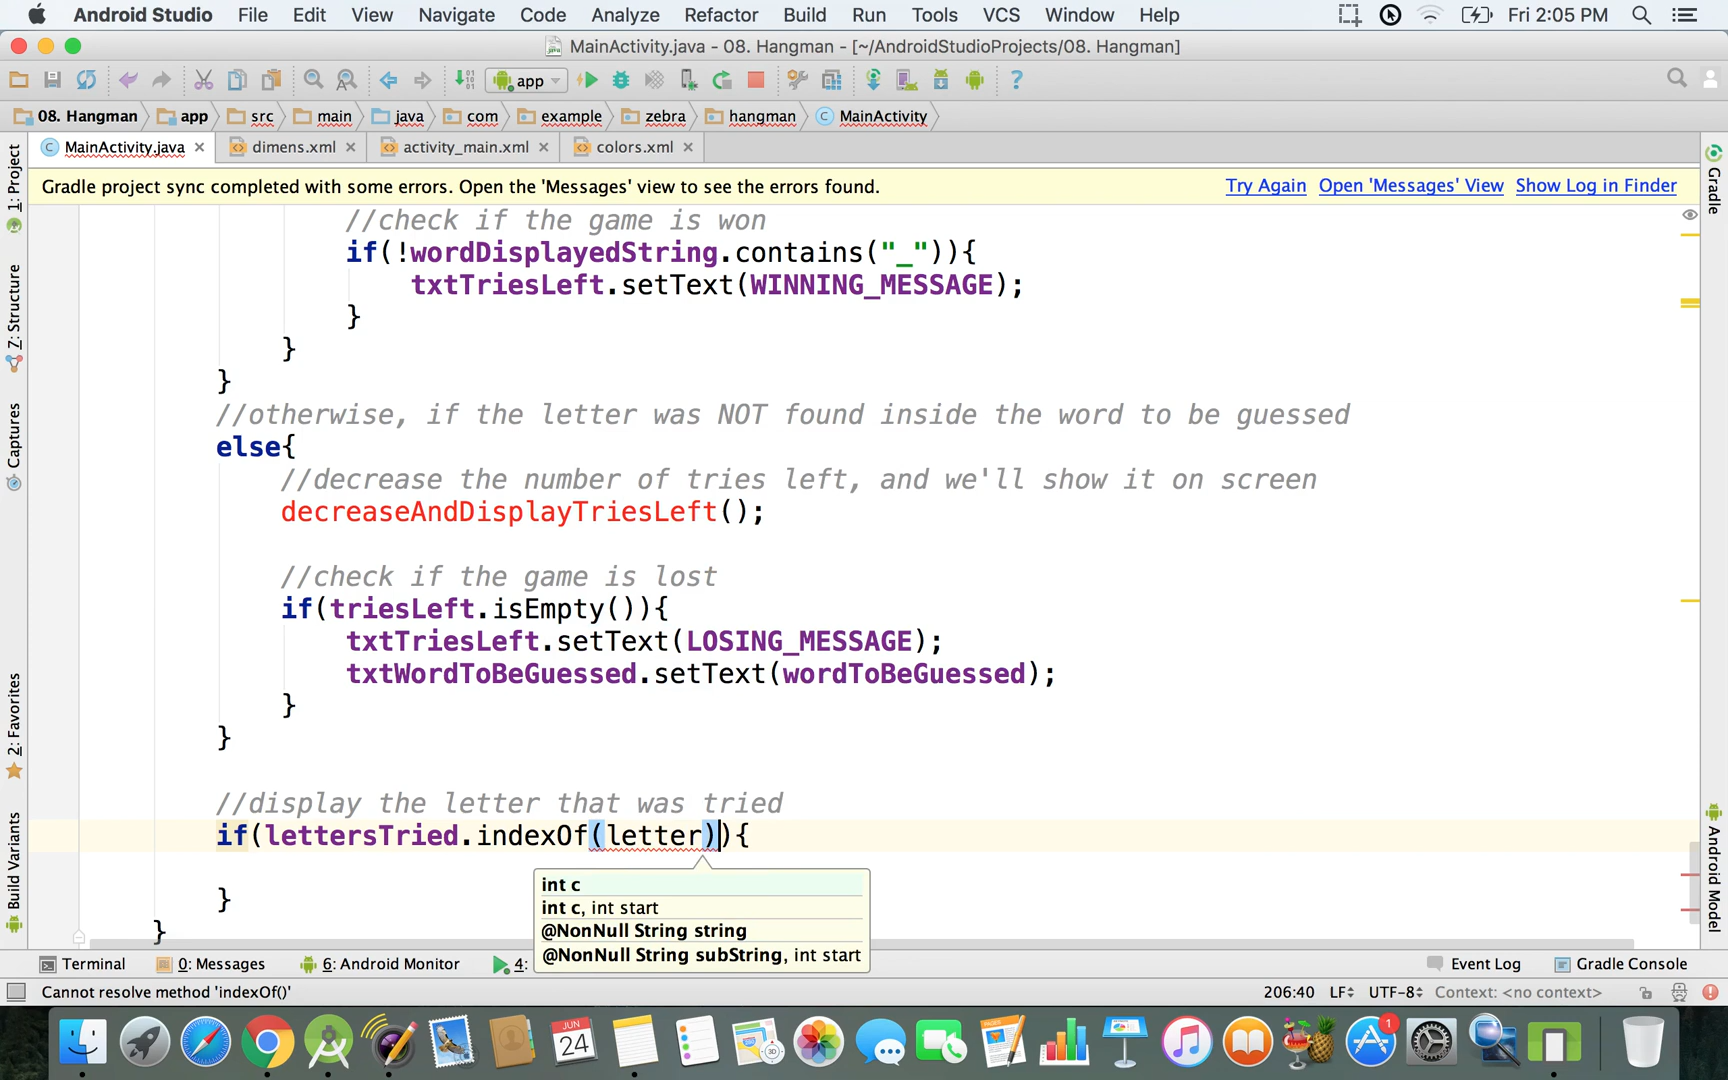 Android Studio File Edit View Navigate Code Analyze Refactor Build Run Tools VCS Window Help Fri 2:05 PM
MainActivity.java - 08. Hangman - [~/AndroidStudioProjects/08. Hangman]
app
08. Hangman app src main java com example zebra hangman MainActivity
MainActivity.java dimens.xml activity_main.xml colors.xml
Gradle project sync completed with some errors. Open the 'Messages' view to see the errors found. Try Again Open 'Messages' View Show Log in Finder
1: Project
Z: Structure
Captures
2: Favorites
Build Variants
//check if the game is won
if(!wordDisplayedString.contains("_")){
txtTriesLeft.setText(WINNING_MESSAGE);
}
}
}
//otherwise, if the letter was NOT found inside the word to be guessed
else{
//decrease the number of tries left, and we'll show it on screen
decreaseAndDisplayTriesLeft();
//check if the game is lost
if(triesLeft.isEmpty()){
txtTriesLeft.setText(LOSING_MESSAGE);
txtWordToBeGuessed.setText(wordToBeGuessed);
}
}
//display the letter that was tried
if(lettersTried.indexOf(letter)){
int c
int c, int start
@NonNull String string
@NonNull String subString, int start
}
}
Gradle
Android Model
Terminal 0: Messages 6: Android Monitor 4: Event Log Gradle Console
Cannot resolve method 'indexOf()' 206:40 LF UTF-8 Context: <no context>
JUN
24
3D
1